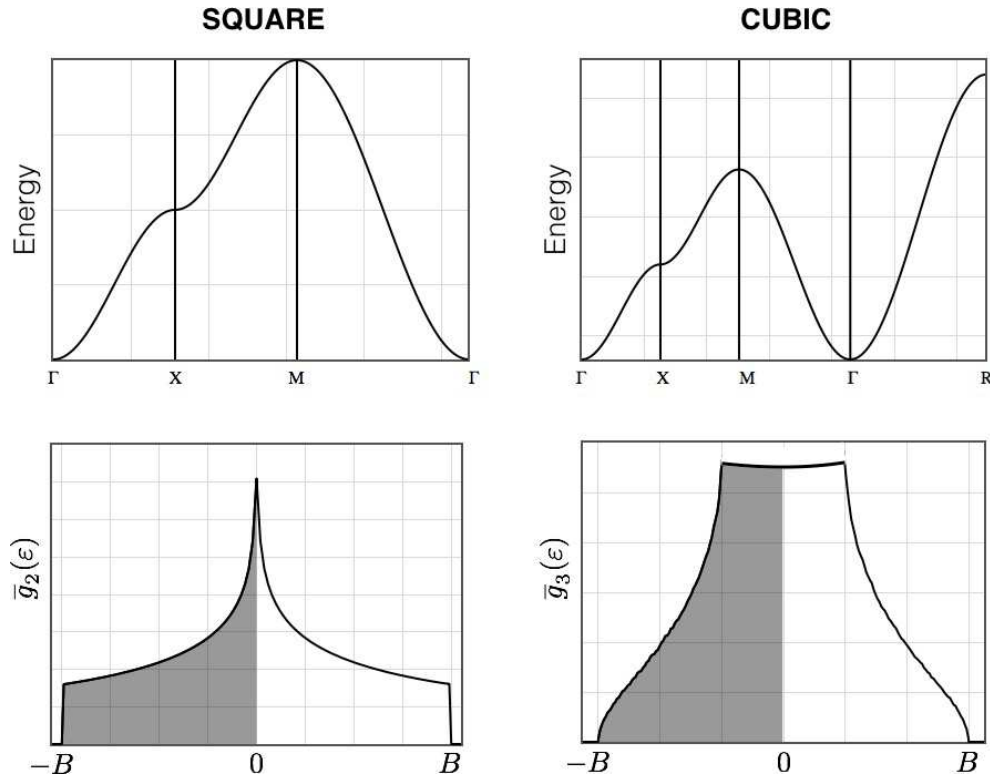 SQUARE
CUBIC
Energy
Γ X M Γ
Energy
Γ X M Γ R
g̅₂(ε)
−B 0 B
g̅₃(ε)
−B 0 B